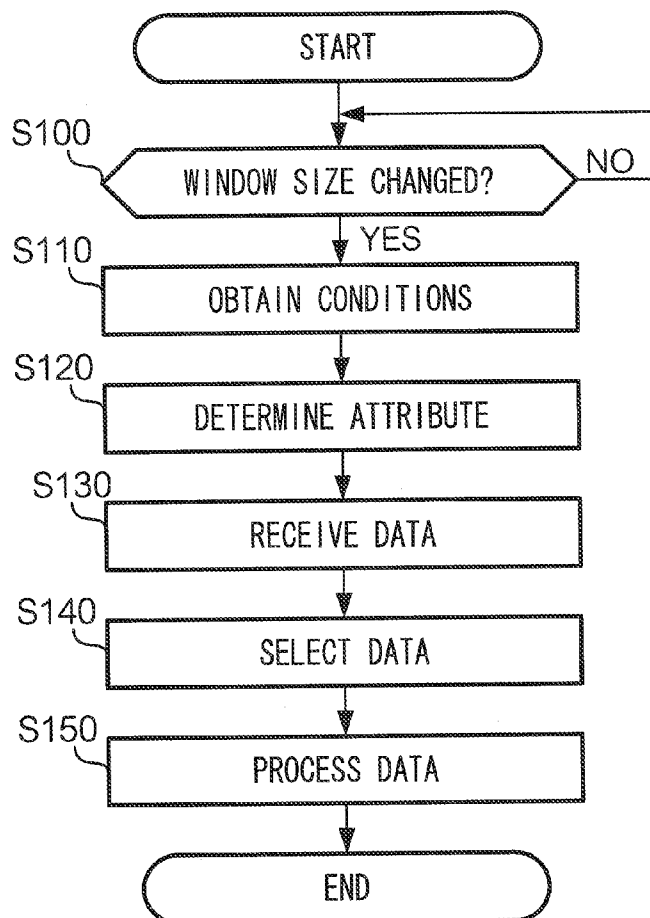 START
S100
WINDOW SIZE CHANGED?
NO
YES
S110
OBTAIN CONDITIONS
S120
DETERMINE ATTRIBUTE
S130
RECEIVE DATA
S140
SELECT DATA
S150
PROCESS DATA
END